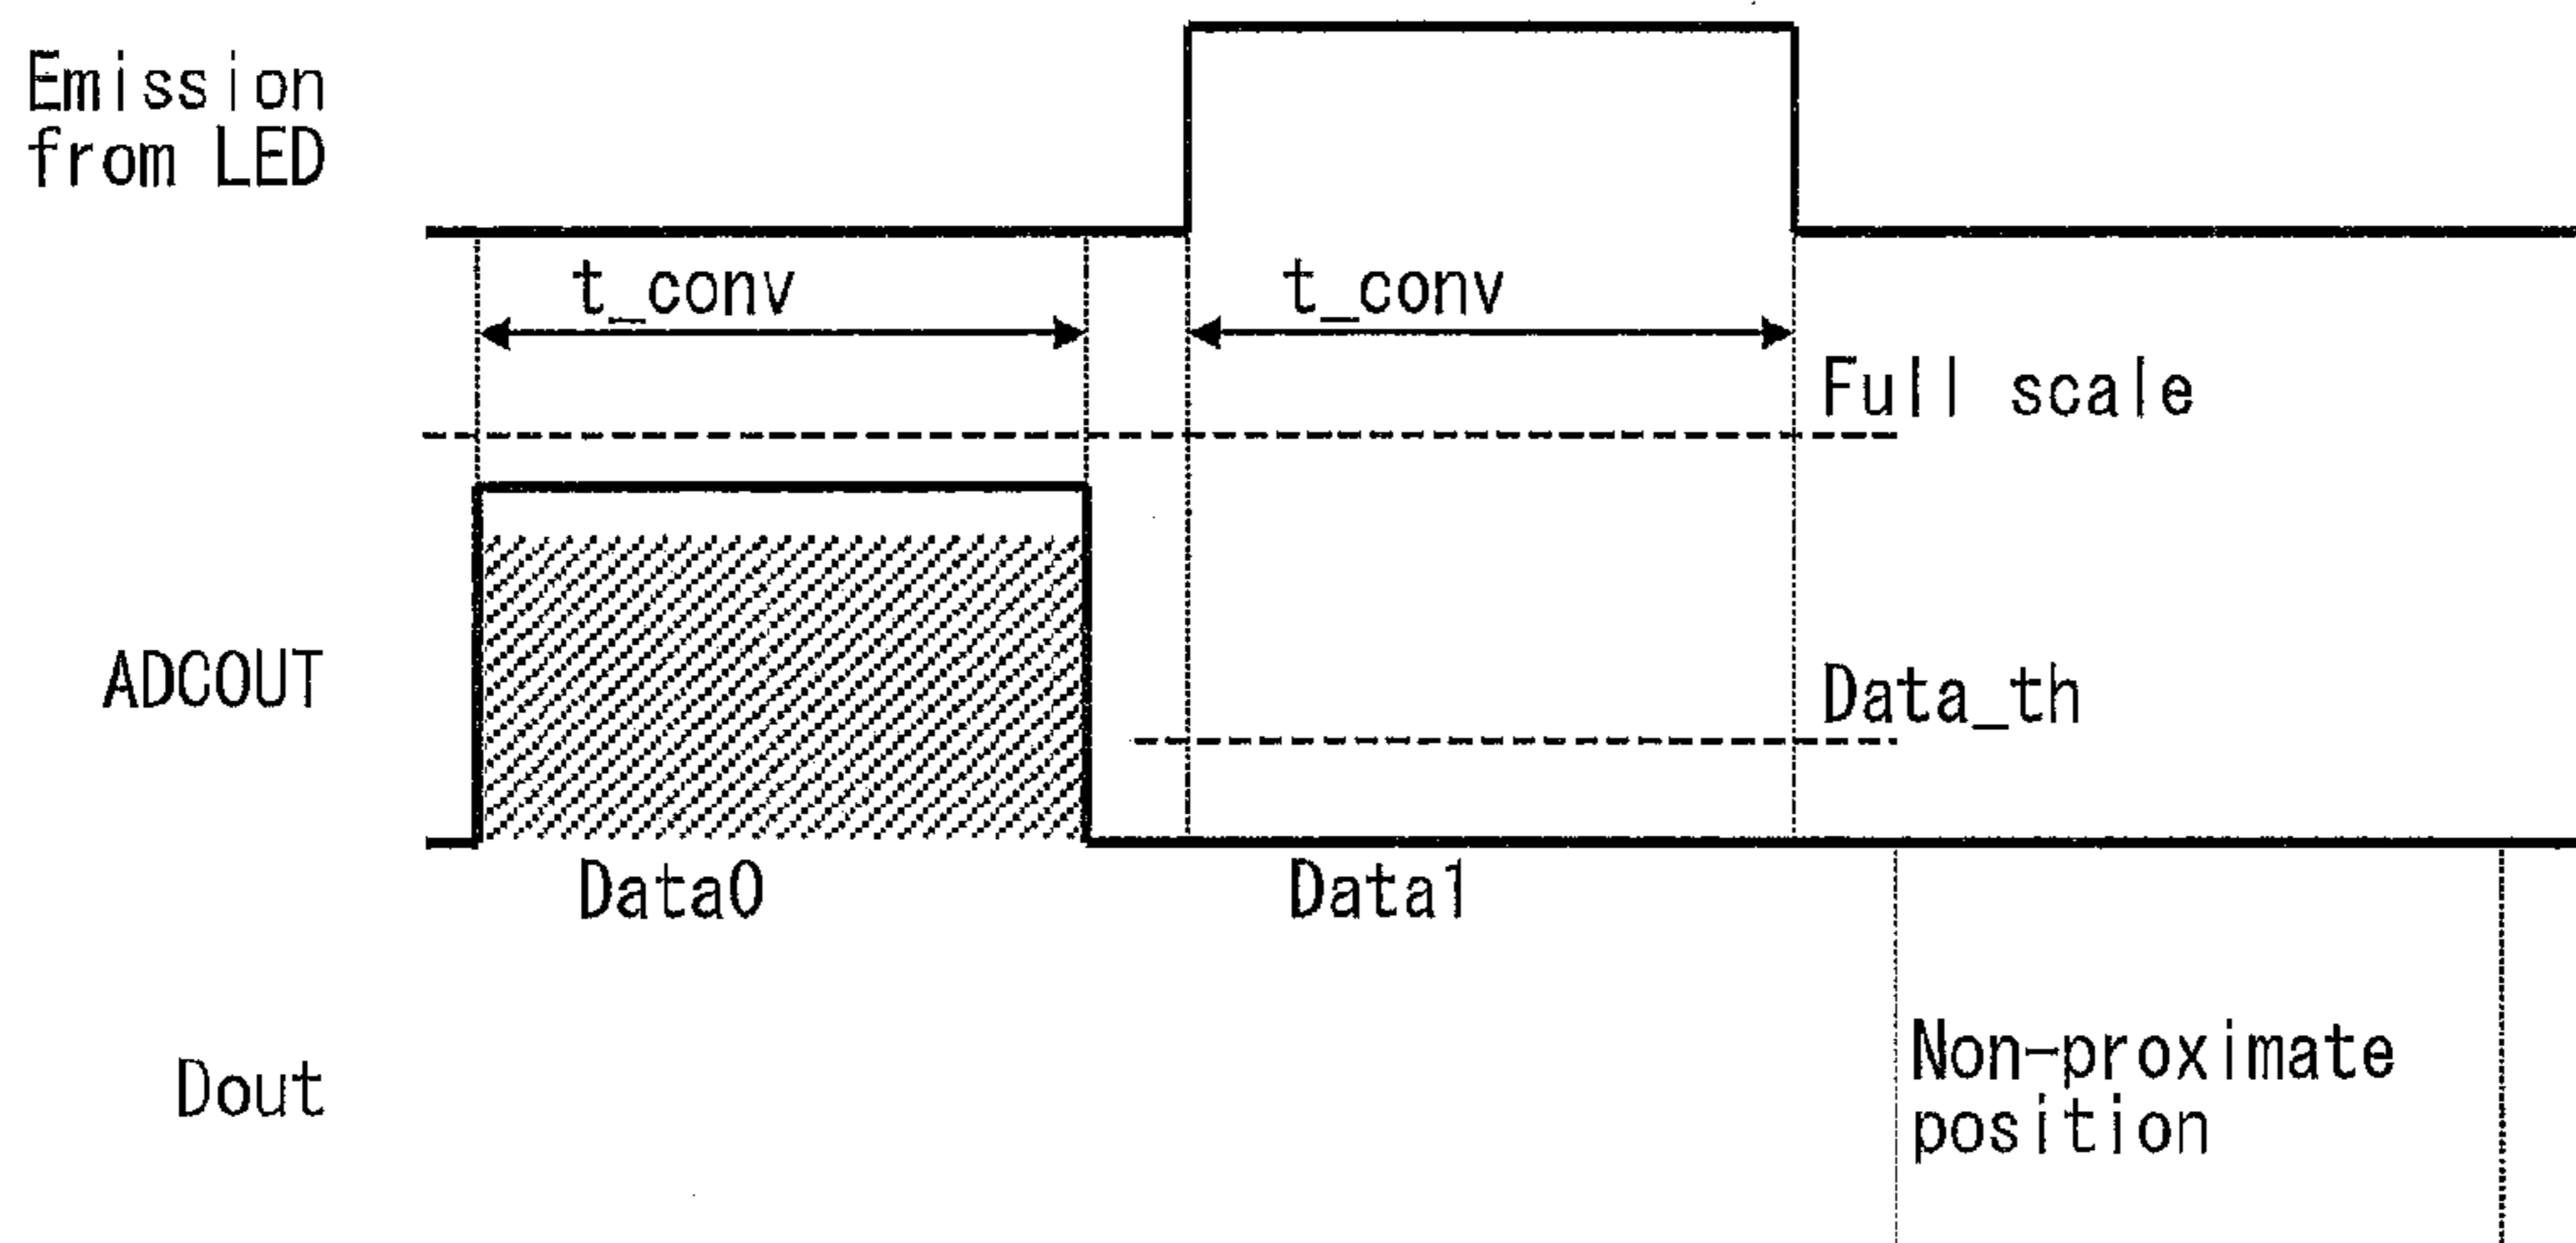 Emission
from LED
t_conv
t_conv
Full scale
ADCOUT
Data_th
Data0
Data1
Dout
Non-proximate
position